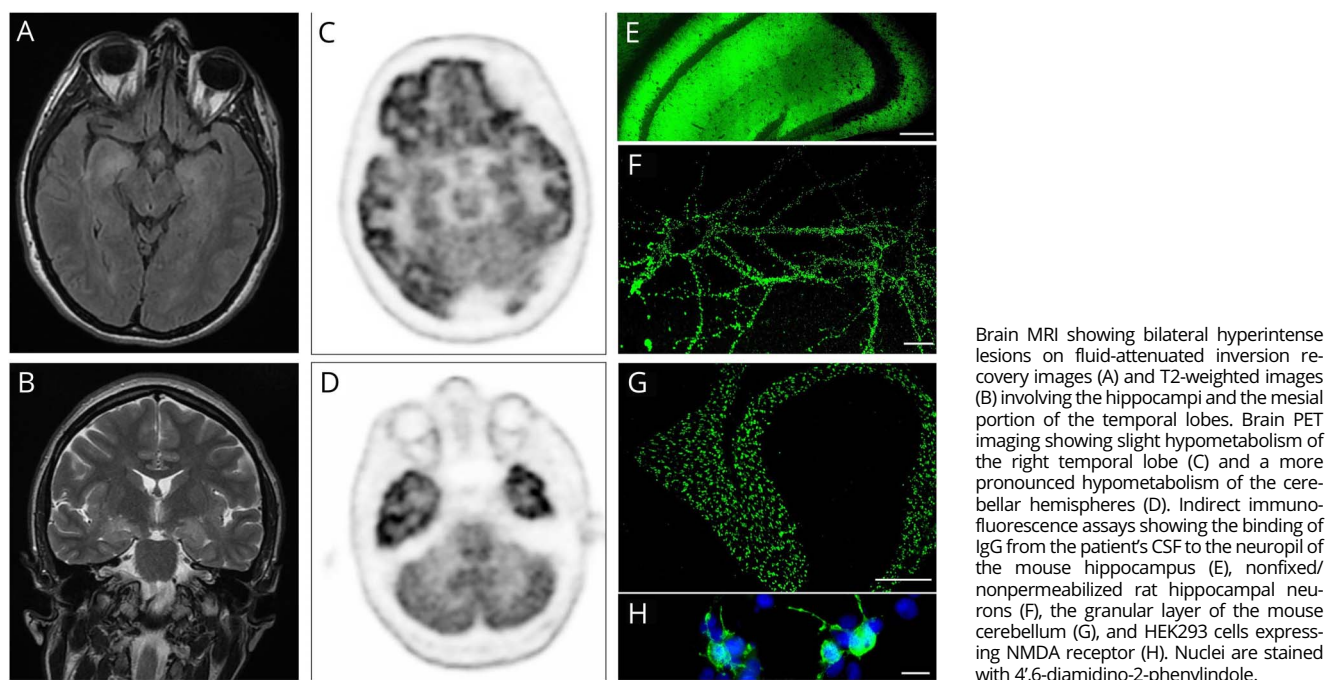 A
C
E
F
B
D
G
H
Brain MRI showing bilateral hyperintense
lesions on fluid-attenuated inversion re-
covery images (A) and T2-weighted images
(B) involving the hippocampi and the mesial
portion of the temporal lobes. Brain PET
imaging showing slight hypometabolism of
the right temporal lobe (C) and a more
pronounced hypometabolism of the cere-
bellar hemispheres (D). Indirect immuno-
fluorescence assays showing the binding of
IgG from the patient's CSF to the neuropil of
the mouse hippocampus (E), nonfixed/
nonpermeabilized rat hippocampal neu-
rons (F), the granular layer of the mouse
cerebellum (G), and HEK293 cells express-
ing NMDA receptor (H). Nuclei are stained
with 4′,6-diamidino-2-phenylindole.